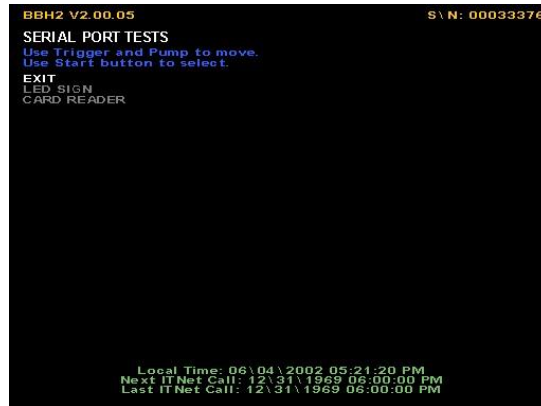 BBH2 V2.00.05
S\N: 00033376
SERIAL PORT TESTS
Use Trigger and Pump to move.
Use Start button to select.
EXIT
LED SIGN
CARD READER
Local Time: 06\04\2002 05:21:20 PM
Next ITNet Call: 12\31\1969 06:00:00 PM
Last ITNet Call: 12\31\1969 06:00:00 PM